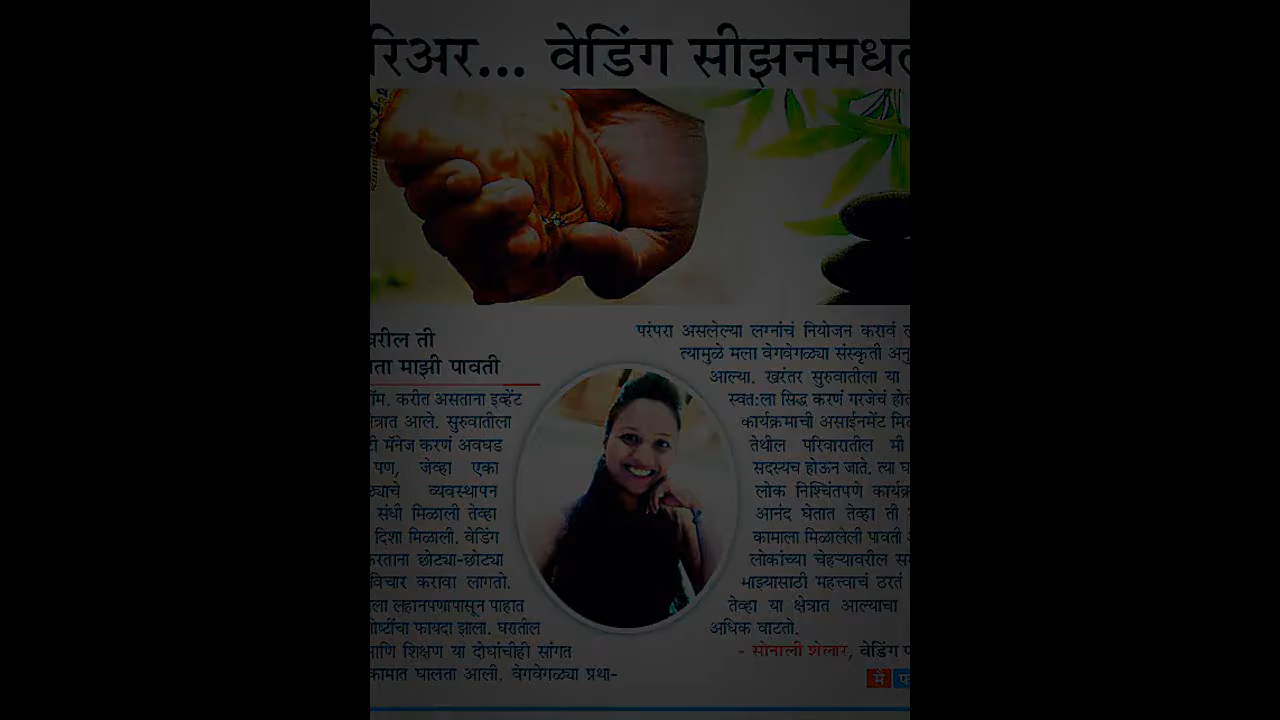 रिअर... वेडिंग सीझनमधल
वरील ती
ता माझी पावती
ॉम. करीत असताना इव्हेंट
त्रात आले. सुरुवातीला
ी मॅनेज करणं अवघड
पण, जेव्हा एका
व्याचे व्यवस्थापन
संधी मिळाली तेव्हा
दिशा मिळाली. वेडिंग
करताना छोट्या-छोट्या
विचार करावा लागतो.
ला लहानपणापासून पाहात
ोष्टींचा फायदा झाला. घरातील
आणि शिक्षण या दोघांचीही सांगत
कामात घालता आली. वेगवेगळ्या प्रथा-
परंपरा असलेल्या लग्नांचं नियोजन करावं
त्यामुळे मला वेगवेगळ्या संस्कृती अनु
आल्या. खरंतर सुरुवातीला या
स्वत:ला सिद्ध करणं गरजेचं होत
कार्यक्रमाची असाईनमेंट मि
तेथील परिवारातील मी
सदस्यच होऊन जाते. त्या घ
लोक निश्चिंतपणे कार्यक्र
आनंद घेतात तेव्हा ती
कामाला मिळालेली पावती
लोकांच्या चेहऱ्यावरील स
माझ्यासाठी महत्त्वाचं ठरतं
तेव्हा या क्षेत्रात आल्याचा
अधिक वाटतो.
- सोनाली शेलार, वेडिंग प
मै फ